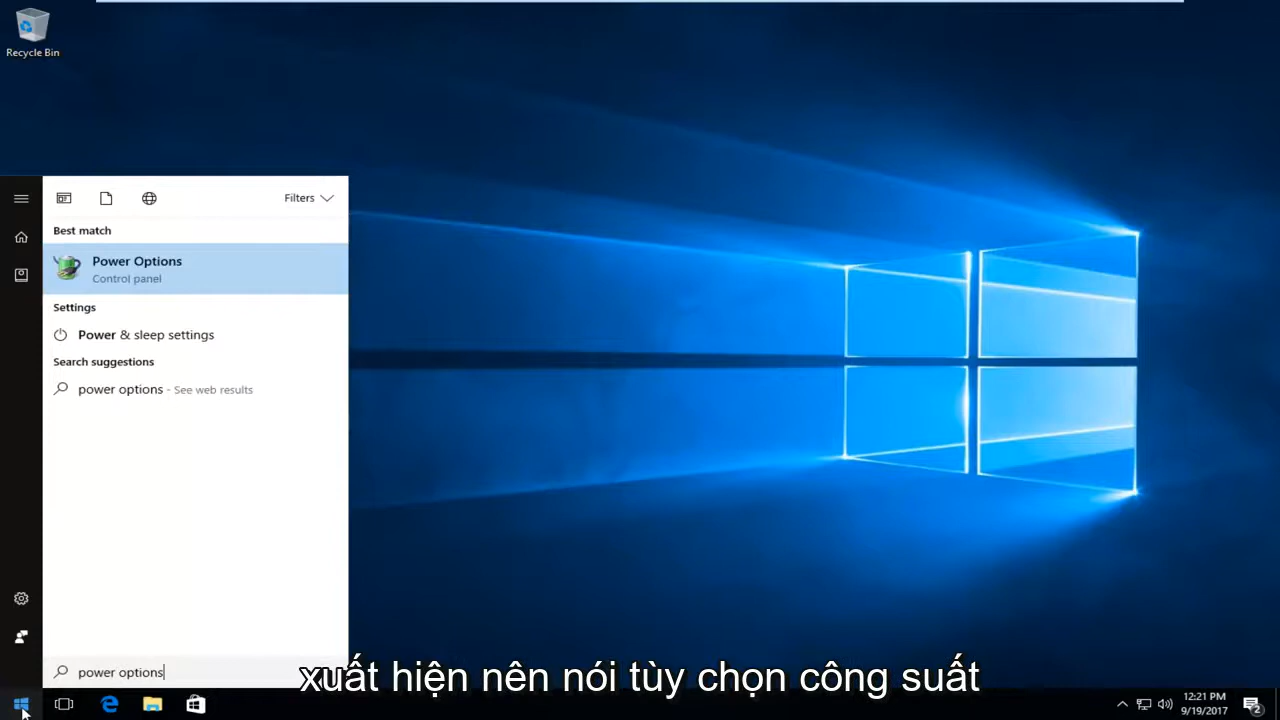 Recycle Bin
Filters
Best match
Power Options
Control panel
Settings
Power & sleep settings
Search suggestions
power options - See web results
power options
xuất hiện nên nói tùy chọn công suất
12:21 PM
9/19/2017
2